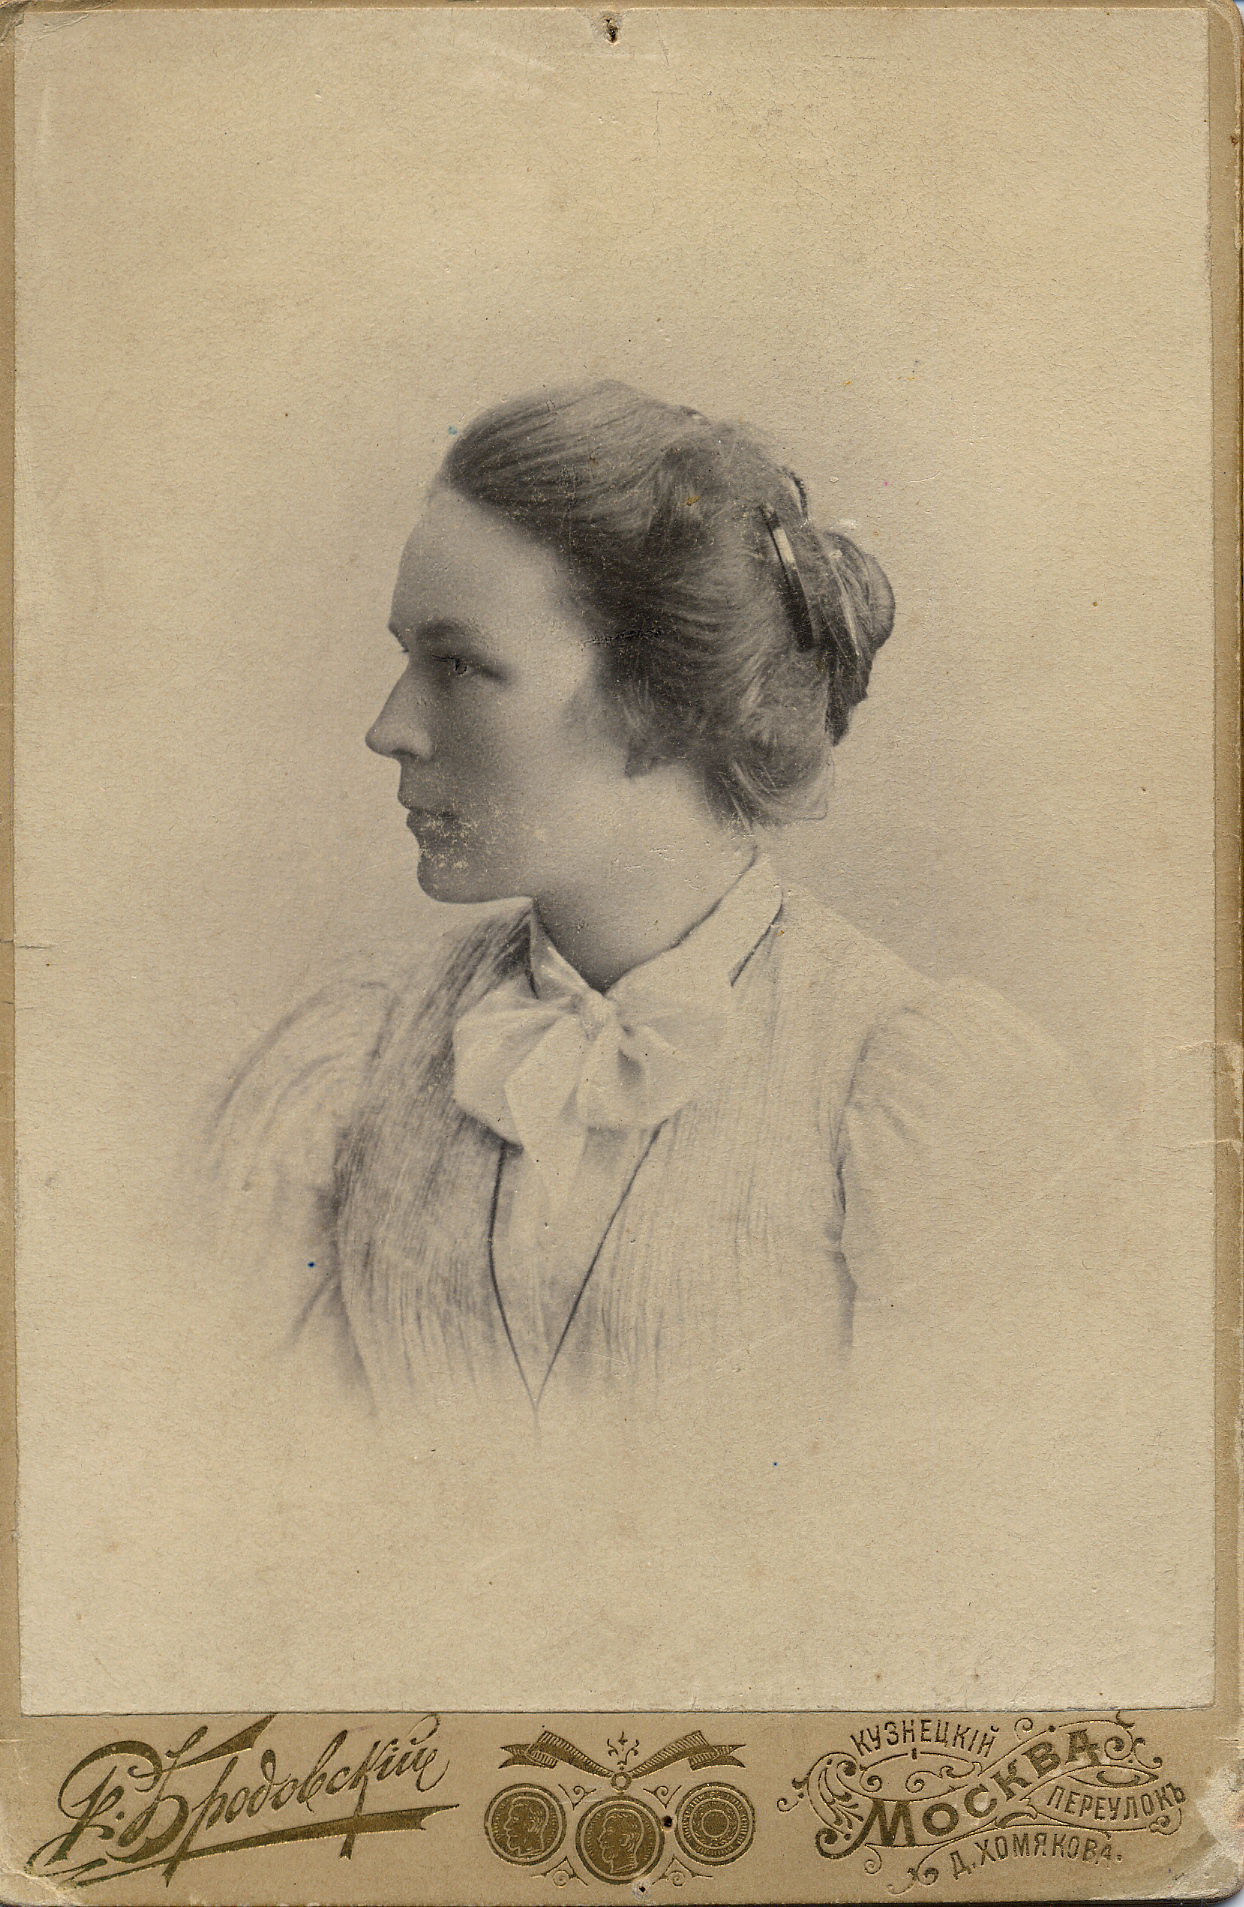 Ф. Бродовскій
КУЗНЕЦКІЙ
МОСКВА
ПЕРЕУЛОКЪ
Д. ХОМЯКОВА.